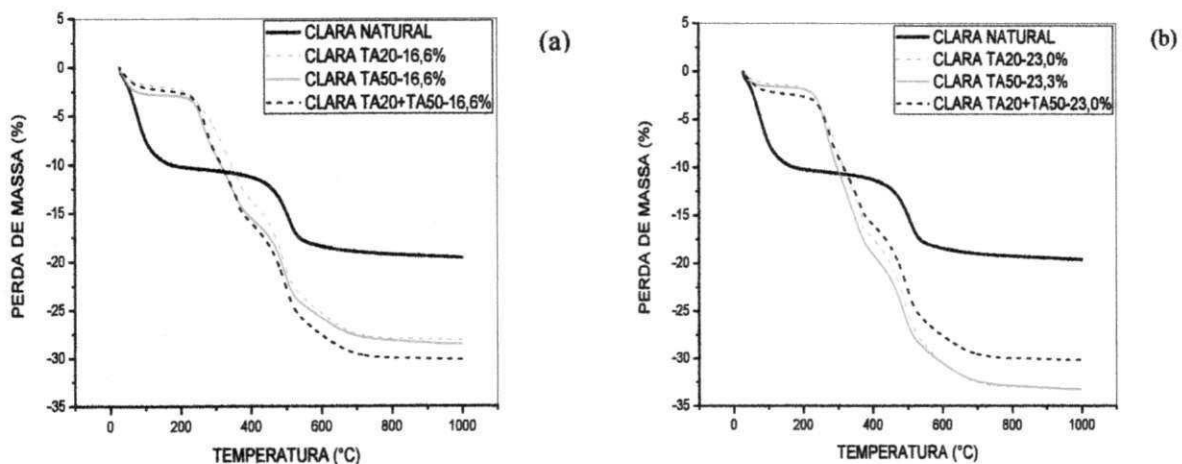 (a)
CLARA NATURAL
CLARA TA20-16,6%
CLARA TA50-16,6%
CLARA TA20+TA50-16,6%
5
0
-5
-10
-15
-20
-25
-30
-35
PERDA DE MASSA (%)
0
200
400
600
800
1000
TEMPERATURA (°C)
(b)
CLARA NATURAL
CLARA TA20-23,0%
CLARA TA50-23,3%
CLARA TA20+TA50-23,0%
5
0
-5
-10
-15
-20
-25
-30
-35
PERDA DE MASSA (%)
0
200
400
600
800
1000
TEMPERATURA (°C)